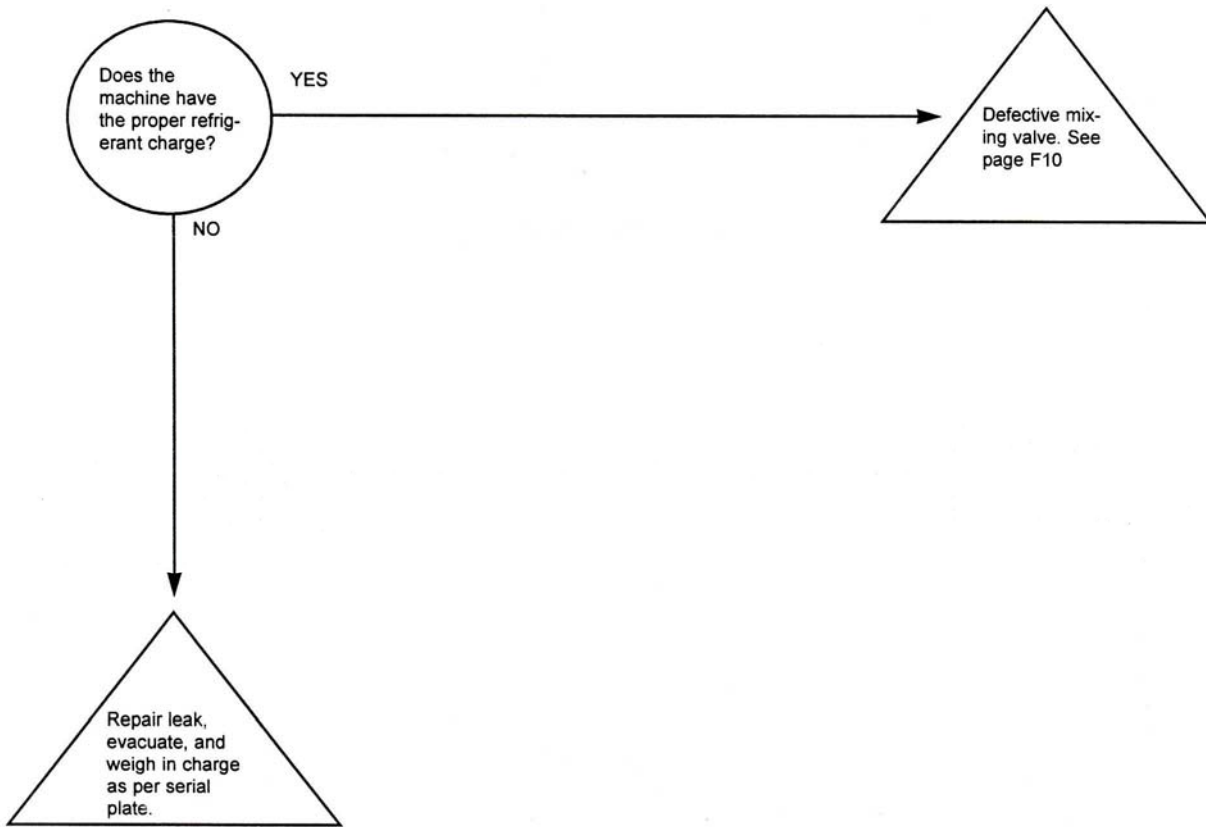 Does the
machine have
the proper refrig-
erant charge?
YES
Defective mix-
ing valve. See
page F10
NO
Repair leak,
evacuate, and
weigh in charge
as per serial
plate.